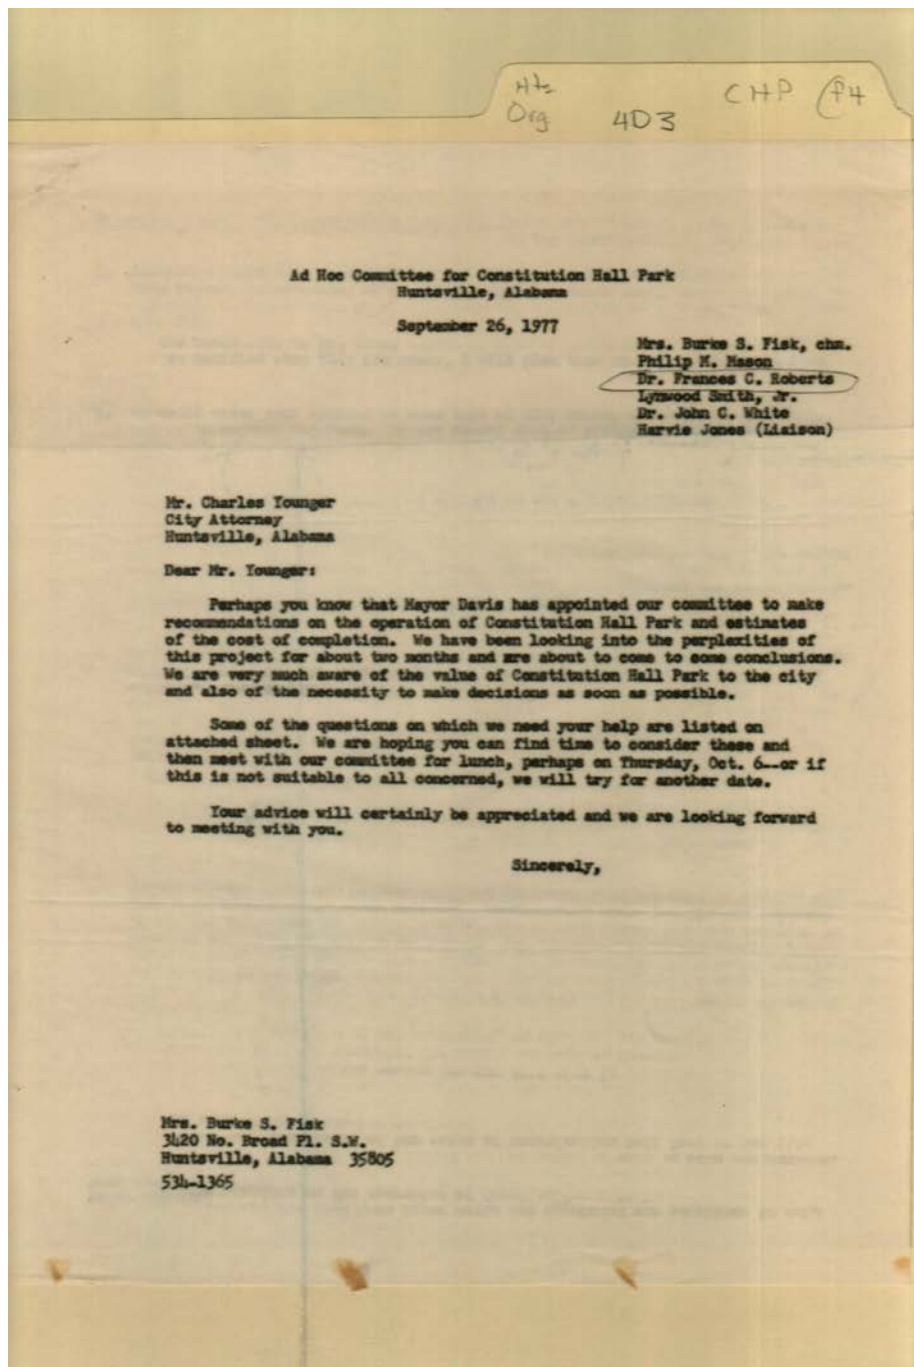 Hts
Org
4D3
CHP
F4
Ad Hoc Committee for Constitution Hall Park
Huntsville, Alabama
September 26, 1977
Mrs. Burke S. Fisk, chm.
Philip M. Mason
Dr. Frances C. Roberts
Lynwood Smith, Jr.
Dr. John C. White
Harvie Jones (Liaison)
Mr. Charles Younger
City Attorney
Huntsville, Alabama
Dear Mr. Younger:
Perhaps you know that Mayor Davis has appointed our committee to make
recommendations on the operation of Constitution Hall Park and estimates
of the cost of completion. We have been looking into the perplexities of
this project for about two months and are about to come to some conclusions.
We are very much aware of the value of Constitution Hall Park to the city
and also of the necessity to make decisions as soon as possible.
Some of the questions on which we need your help are listed on
attached sheet. We are hoping you can find time to consider these and
then meet with our committee for lunch, perhaps on Thursday, Oct. 6--or if
this is not suitable to all concerned, we will try for another date.
Your advice will certainly be appreciated and we are looking forward
to meeting with you.
Sincerely,
Mrs. Burke S. Fisk
3420 No. Broad Pl. S.W.
Huntsville, Alabama 35805
534-1365